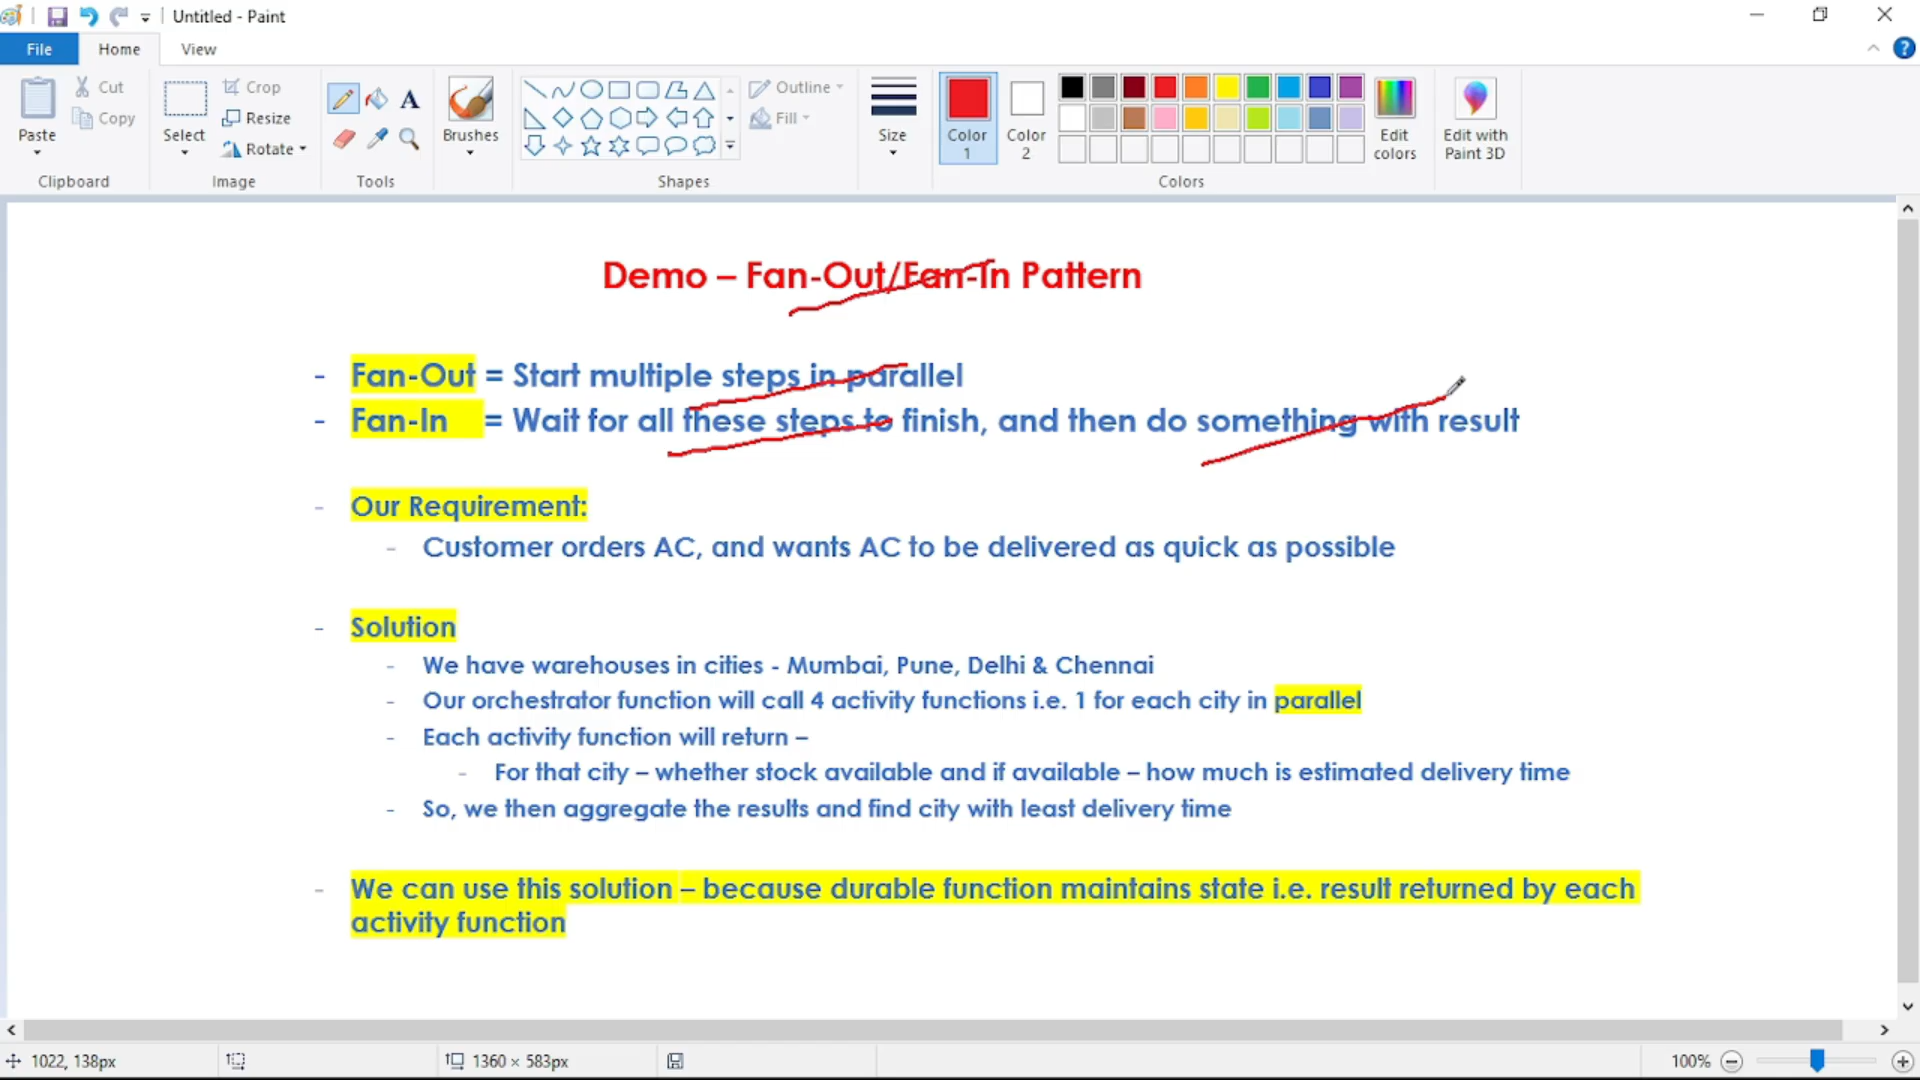 Untitled - Paint
File Home View
Paste
Cut
Copy
Clipboard
Select
Crop
Resize
Rotate
Image
A
Tools
Brushes
Outline
Fill
Shapes
Size
Color 1
Color 2
Edit colors
Edit with Paint 3D
Colors
?
Demo – Fan-Out/Fan-In Pattern
- Fan-Out = Start multiple steps in parallel
- Fan-In = Wait for all these steps to finish, and then do something with result
- Our Requirement:
- Customer orders AC, and wants AC to be delivered as quick as possible
- Solution
- We have warehouses in cities - Mumbai, Pune, Delhi & Chennai
- Our orchestrator function will call 4 activity functions i.e. 1 for each city in parallel
- Each activity function will return –
- For that city – whether stock available and if available – how much is estimated delivery time
- So, we then aggregate the results and find city with least delivery time
- We can use this solution – because durable function maintains state i.e. result returned by each
activity function
1022, 138px
1360 × 583px
100%